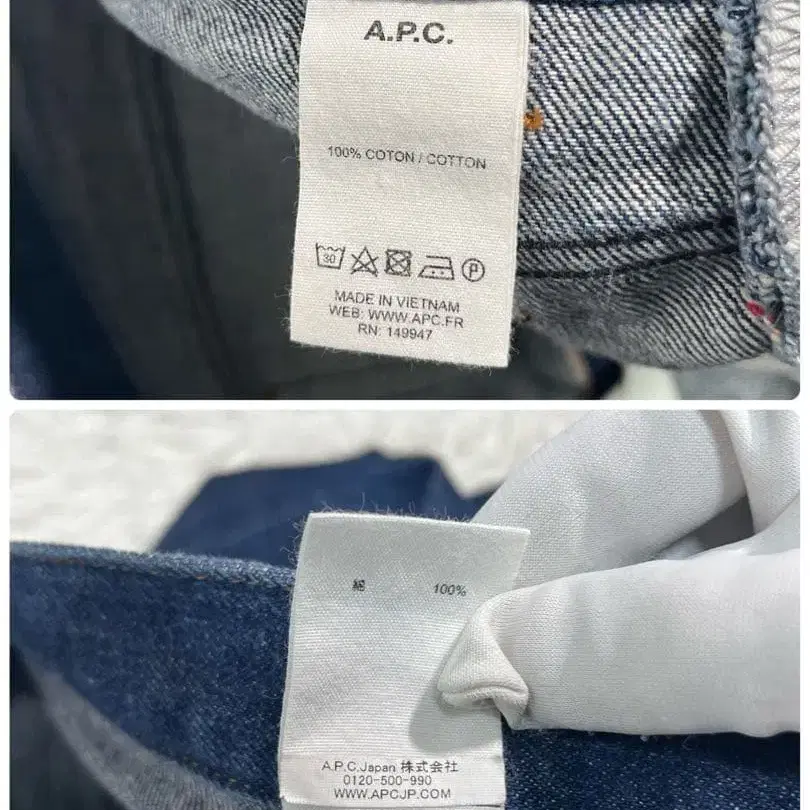 A.P.C.
100% COTON / COTTON
30
P
MADE IN VIETNAM
WEB: WWW.APC.FR
RN: 149947
綿 100%
A.P.C.Japan 株式会社
0120-500-990
WWW.APCJP.COM